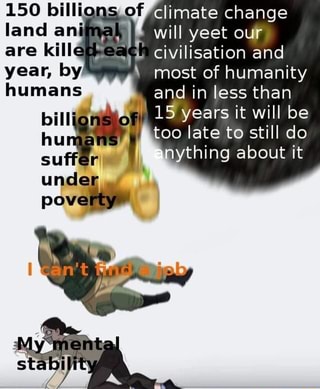 150 billions of
land animal
are killed each
year, by
humans
climate change
will yeet our
civilisation and
most of humanity
and in less than
15 years it will be
too late to still do
anything about it
billions of
humans
suffer
under
poverty
I can't find a job
My mental
stability